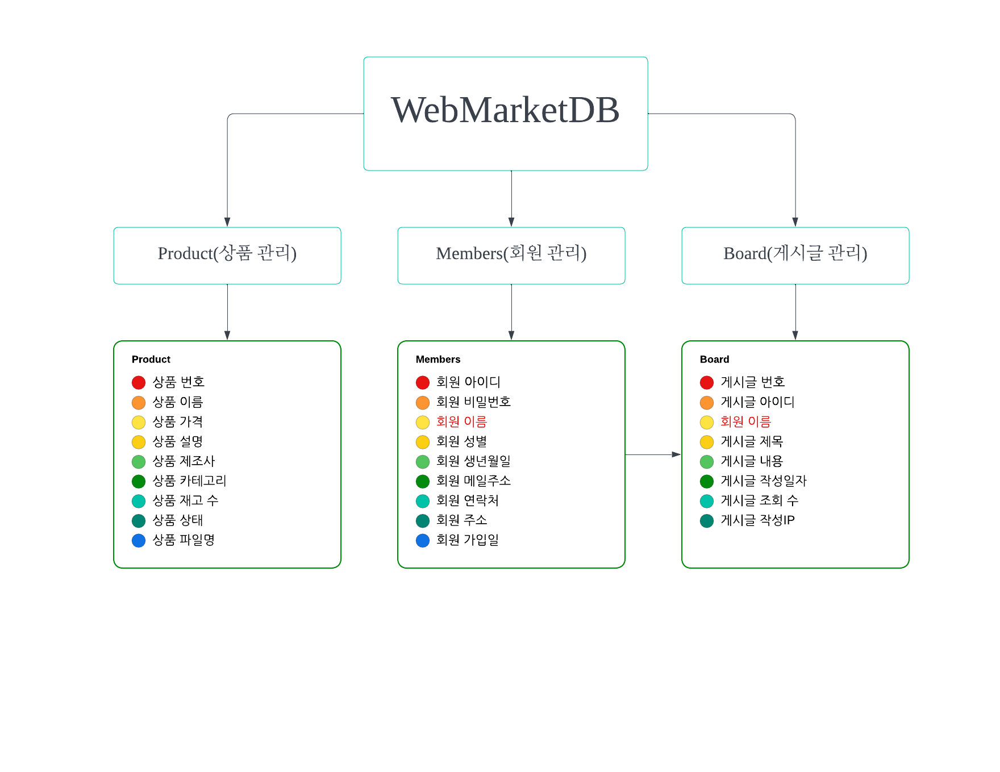 WebMarketDB
Product(상품 관리)
Members(회원 관리)
Board(게시글 관리)
Product
상품 번호
상품 이름
상품 가격
상품 설명
상품 제조사
상품 카테고리
상품 재고 수
상품 상태
상품 파일명
Members
회원 아이디
회원 비밀번호
회원 이름
회원 성별
회원 생년월일
회원 메일주소
회원 연락처
회원 주소
회원 가입일
Board
게시글 번호
게시글 아이디
회원 이름
게시글 제목
게시글 내용
게시글 작성일자
게시글 조회 수
게시글 작성IP